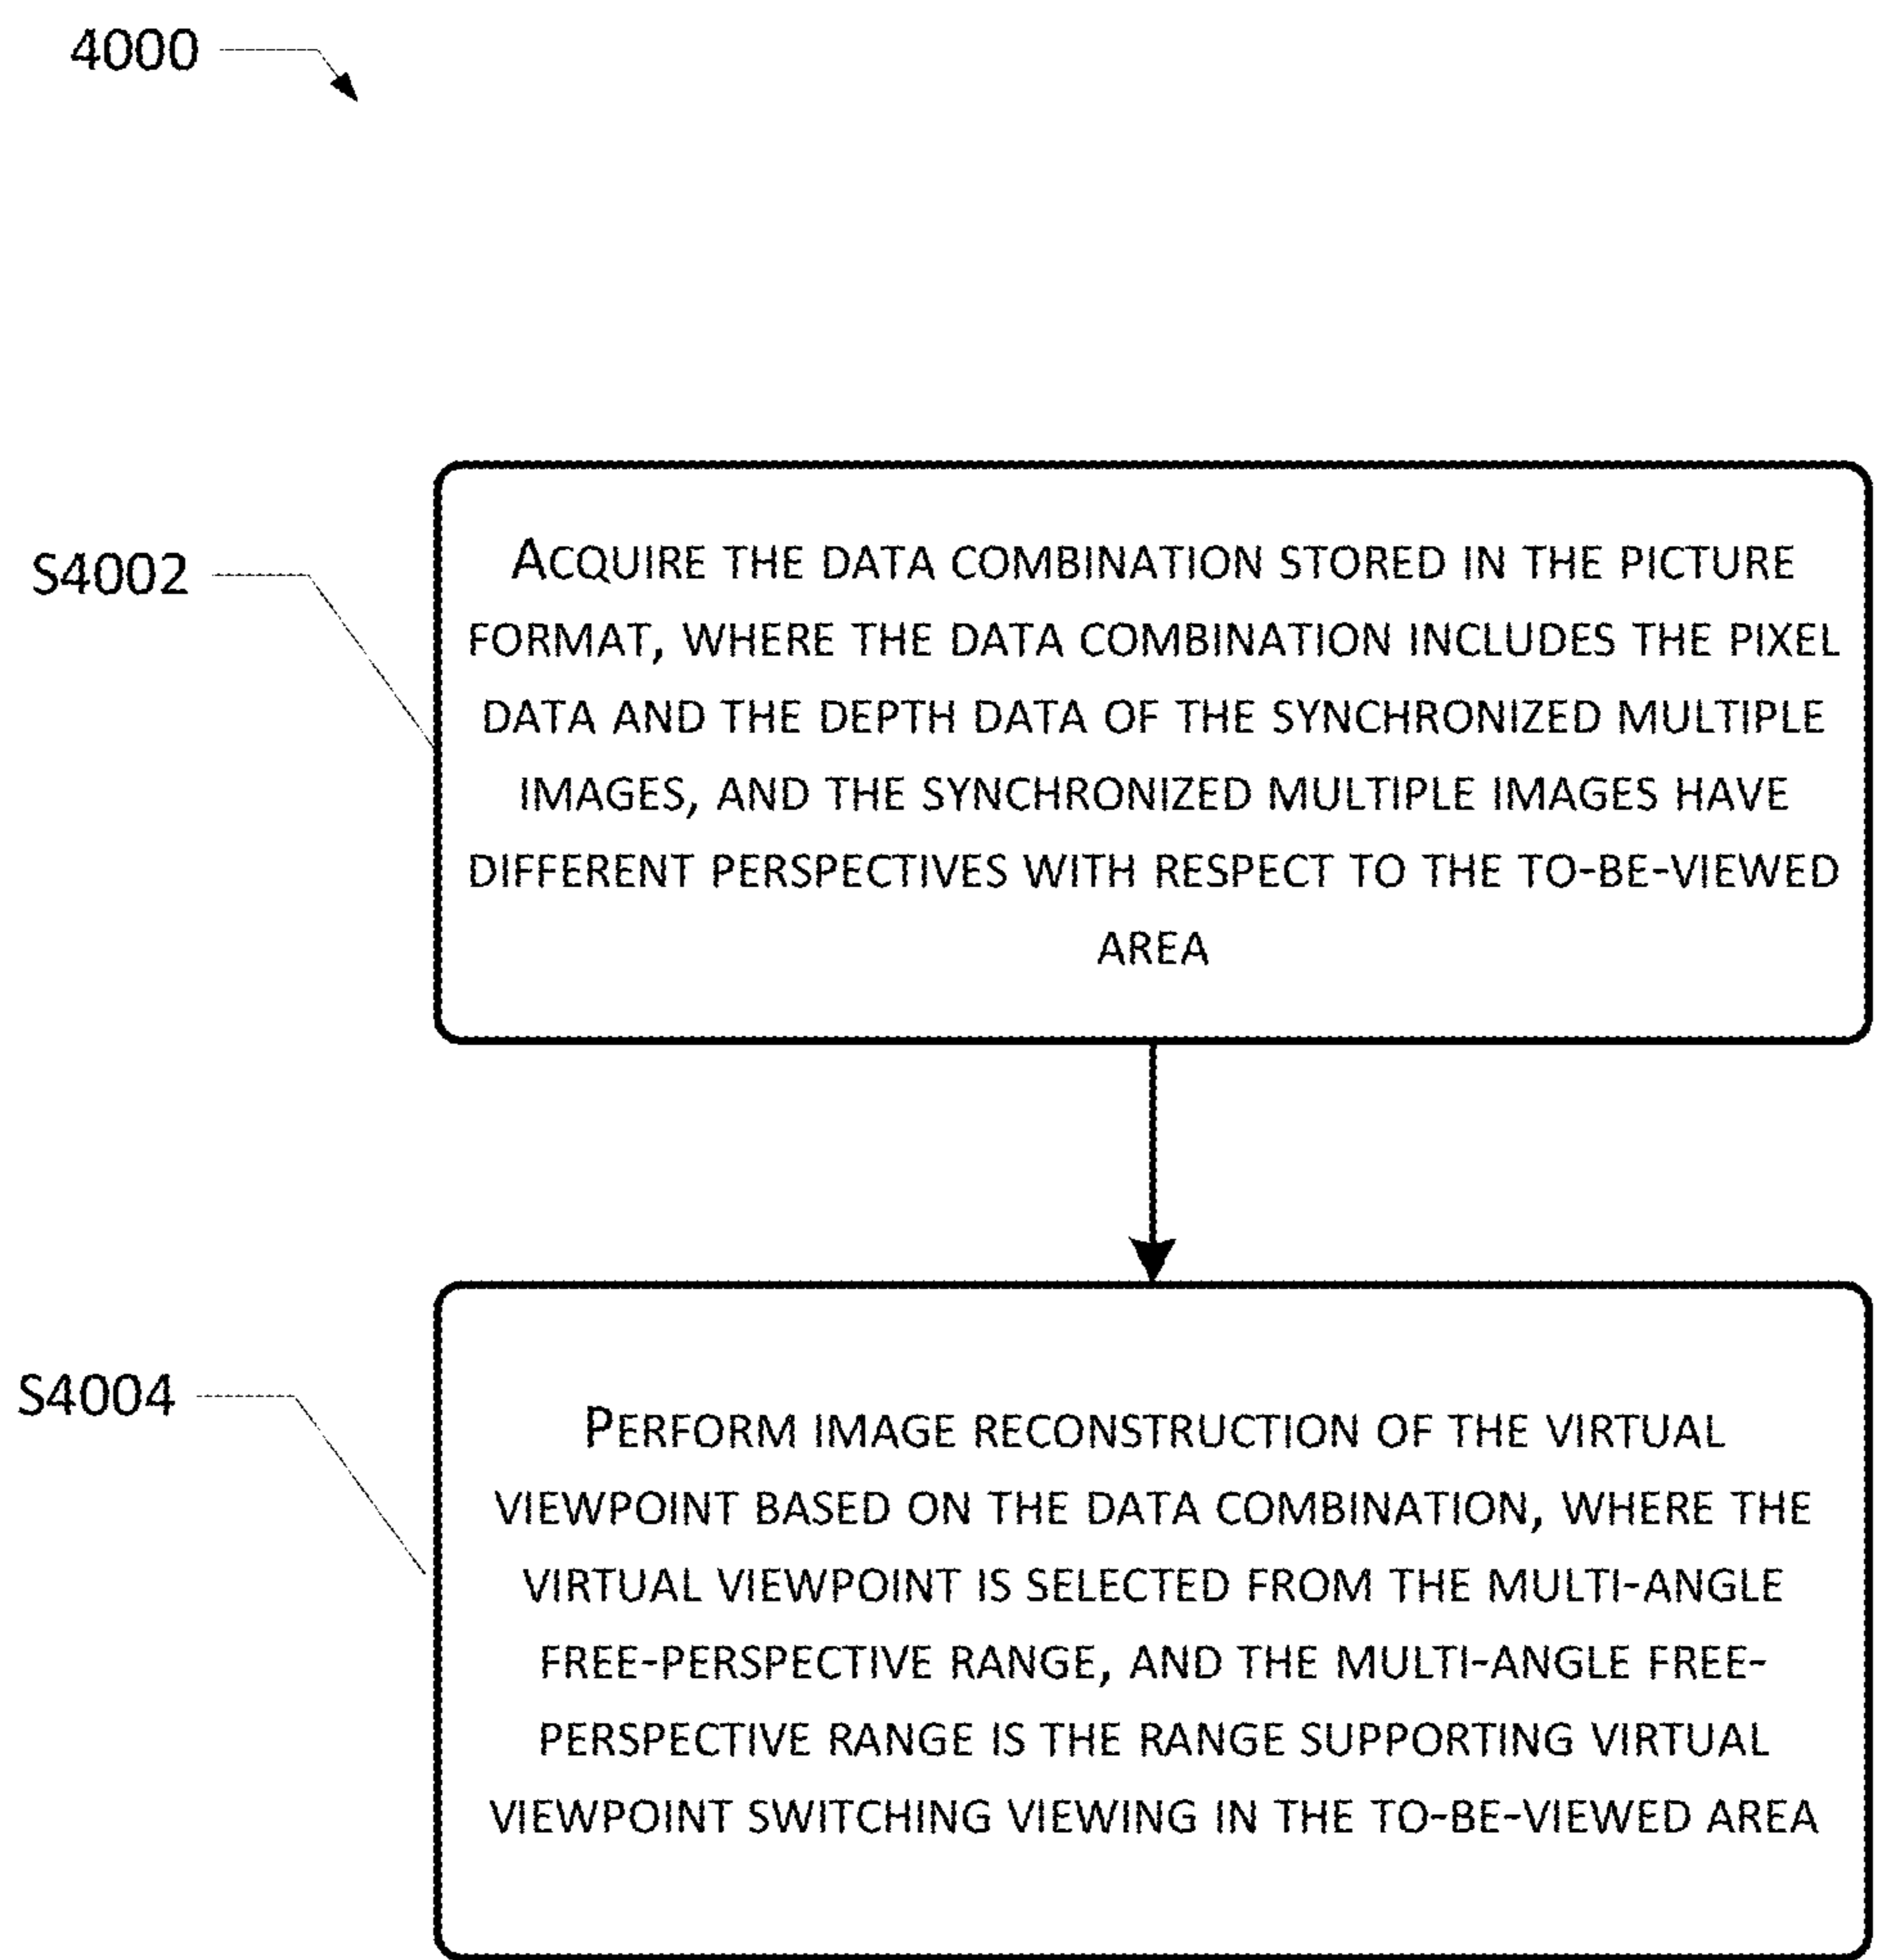 4000
S4002
ACQUIRE THE DATA COMBINATION STORED IN THE PICTURE
FORMAT, WHERE THE DATA COMBINATION INCLUDES THE PIXEL
DATA AND THE DEPTH DATA OF THE SYNCHRONIZED MULTIPLE
IMAGES, AND THE SYNCHRONIZED MULTIPLE IMAGES HAVE
DIFFERENT PERSPECTIVES WITH RESPECT TO THE TO-BE-VIEWED
AREA
S4004
PERFORM IMAGE RECONSTRUCTION OF THE VIRTUAL
VIEWPOINT BASED ON THE DATA COMBINATION, WHERE THE
VIRTUAL VIEWPOINT IS SELECTED FROM THE MULTI-ANGLE
FREE-PERSPECTIVE RANGE, AND THE MULTI-ANGLE FREE-
PERSPECTIVE RANGE IS THE RANGE SUPPORTING VIRTUAL
VIEWPOINT SWITCHING VIEWING IN THE TO-BE-VIEWED AREA